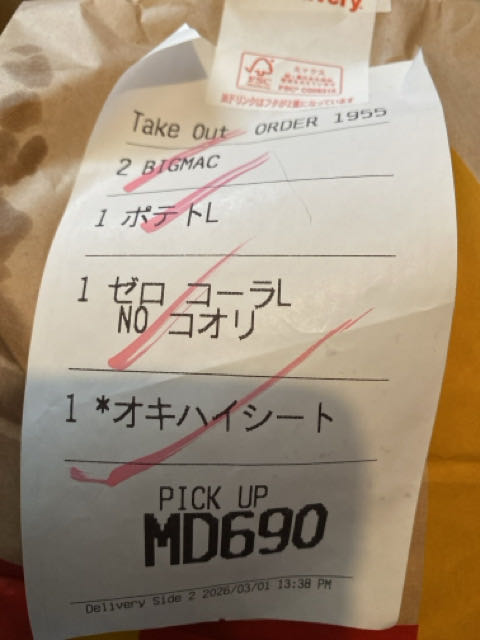 Take Out ORDER 1955
2 BIGMAC
1 ポテトL
1 ゼロ コーラL
NO コオリ
1 *オキハイシート
PICK UP
MD690
Delivery Side 2 2026/03/01 13:38 PM